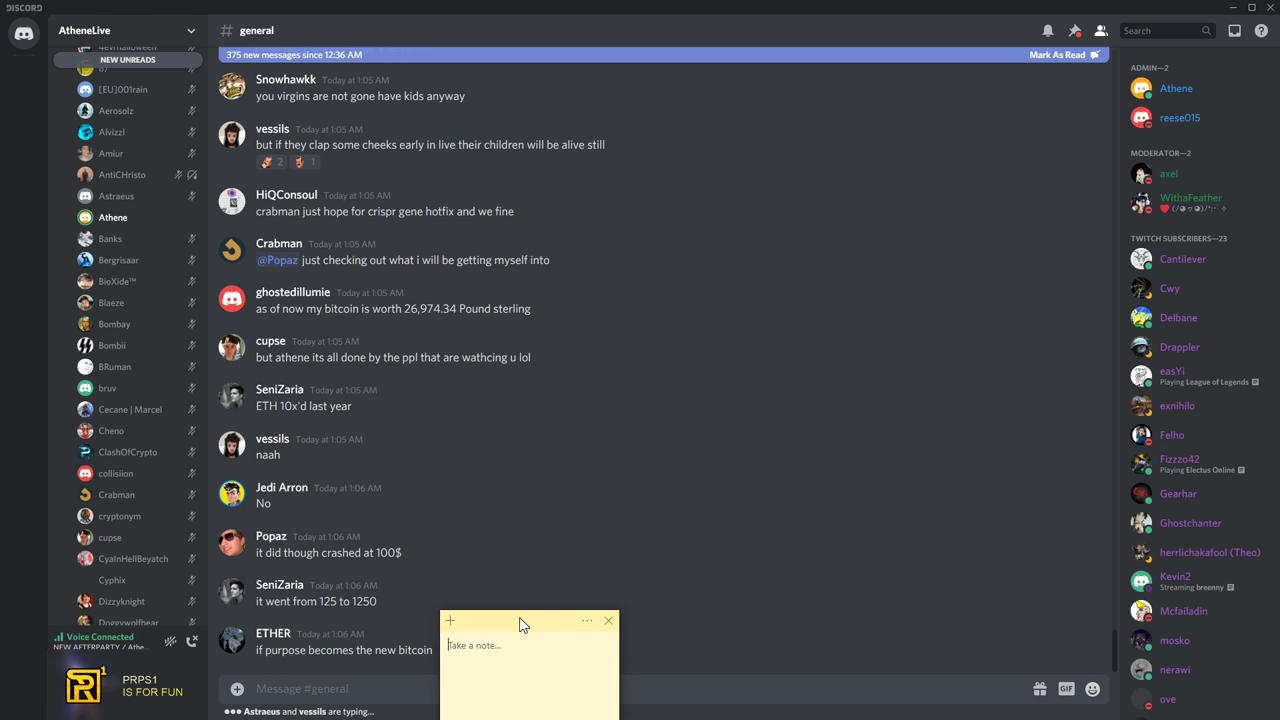 DISCORD
AtheneLive
NEW UNREADS
[EU]001rain
Aerosolz
Alvizzl
Amiur
AntiCHristo
Astraeus
Athene
Banks
Bergrisaar
BioXide™
Blaeze
Bombay
Bombii
BRuman
bruv
Cecane | Marcel
Cheno
ClashOfCrypto
collisiion
Crabman
cryptonym
cupse
CyaInHellBeyatch
Cyphix
Dizzyknight
Doggywolfbear
Voice Connected
NEW AFTERPARTY / Athe...
PRPS1
IS FOR FUN
# general
Search
375 new messages since 12:36 AM
Mark As Read
Snowhawkk Today at 1:05 AM
you virgins are not gone have kids anyway
vessils Today at 1:05 AM
but if they clap some cheeks early in live their children will be alive still
2 1
HiQConsoul Today at 1:05 AM
crabman just hope for crispr gene hotfix and we fine
Crabman Today at 1:05 AM
@Popaz just checking out what i will be getting myself into
ghostedillumie Today at 1:05 AM
as of now my bitcoin is worth 26,974.34 Pound sterling
cupse Today at 1:05 AM
but athene its all done by the ppl that are wathcing u lol
SeniZaria Today at 1:05 AM
ETH 10x'd last year
vessils Today at 1:05 AM
naah
Jedi Arron Today at 1:06 AM
No
Popaz Today at 1:06 AM
it did though crashed at 100$
SeniZaria Today at 1:06 AM
it went from 125 to 1250
ETHER Today at 1:06 AM
if purpose becomes the new bitcoin
Take a note...
Message #general
GIF
Astraeus and vessils are typing...
ADMIN—2
Athene
reese015
MODERATOR—2
axel
WithaFeather
TWITCH SUBSCRIBERS—23
Cantilever
Cwy
Delbane
Drappler
easYi
Playing League of Legends
exnihilo
Felho
Fizzzo42
Playing Electus Online
Gearhar
Ghostchanter
herrlichakafool (Theo)
Kevin2
Streaming breenny
Mcfailadin
mosko
nerawi
ove